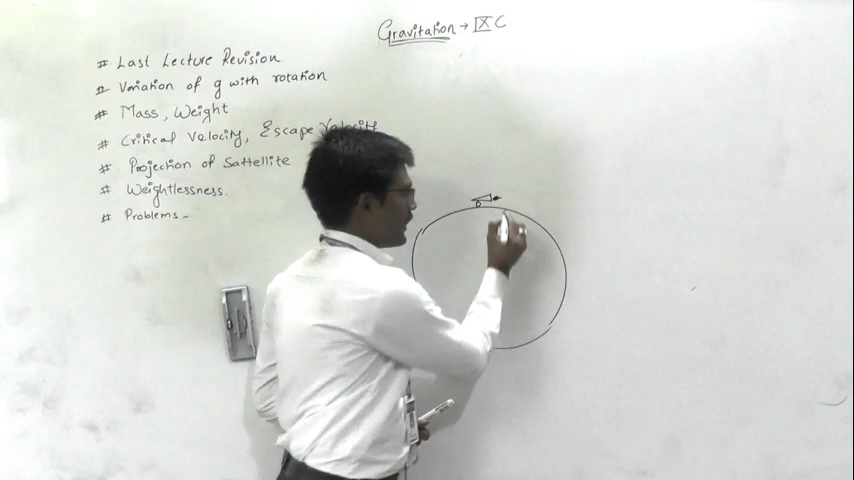 Gravitation → IX C
# Last Lecture Revision.
# Variation of g with rotation
# Mass, Weight
# Critical Velocity, Escape Velocity
# Projection of Sattellite
# Weightlessness.
# Problems -